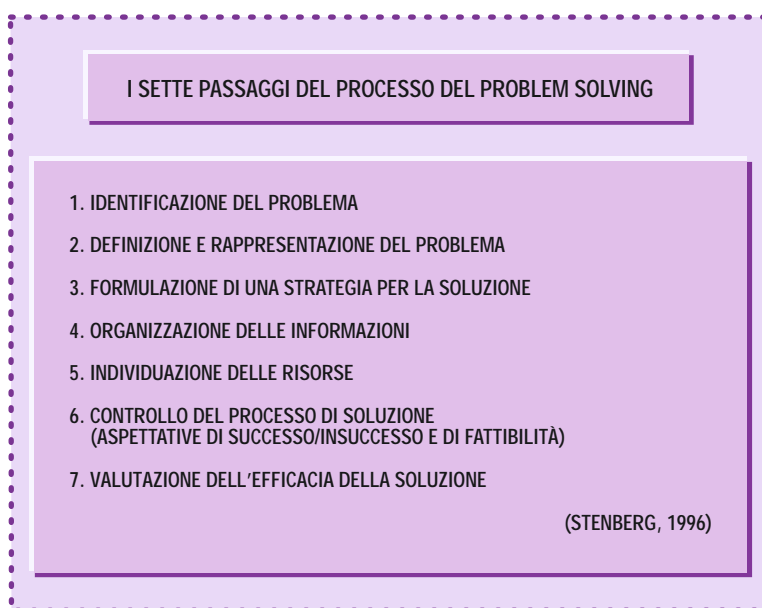 I SETTE PASSAGGI DEL PROCESSO DEL PROBLEM SOLVING
1. IDENTIFICAZIONE DEL PROBLEMA
2. DEFINIZIONE E RAPPRESENTAZIONE DEL PROBLEMA
3. FORMULAZIONE DI UNA STRATEGIA PER LA SOLUZIONE
4. ORGANIZZAZIONE DELLE INFORMAZIONI
5. INDIVIDUAZIONE DELLE RISORSE
6. CONTROLLO DEL PROCESSO DI SOLUZIONE
(ASPETTATIVE DI SUCCESSO/INSUCCESSO E DI FATTIBILITÀ)
7. VALUTAZIONE DELL'EFFICACIA DELLA SOLUZIONE
(STENBERG, 1996)